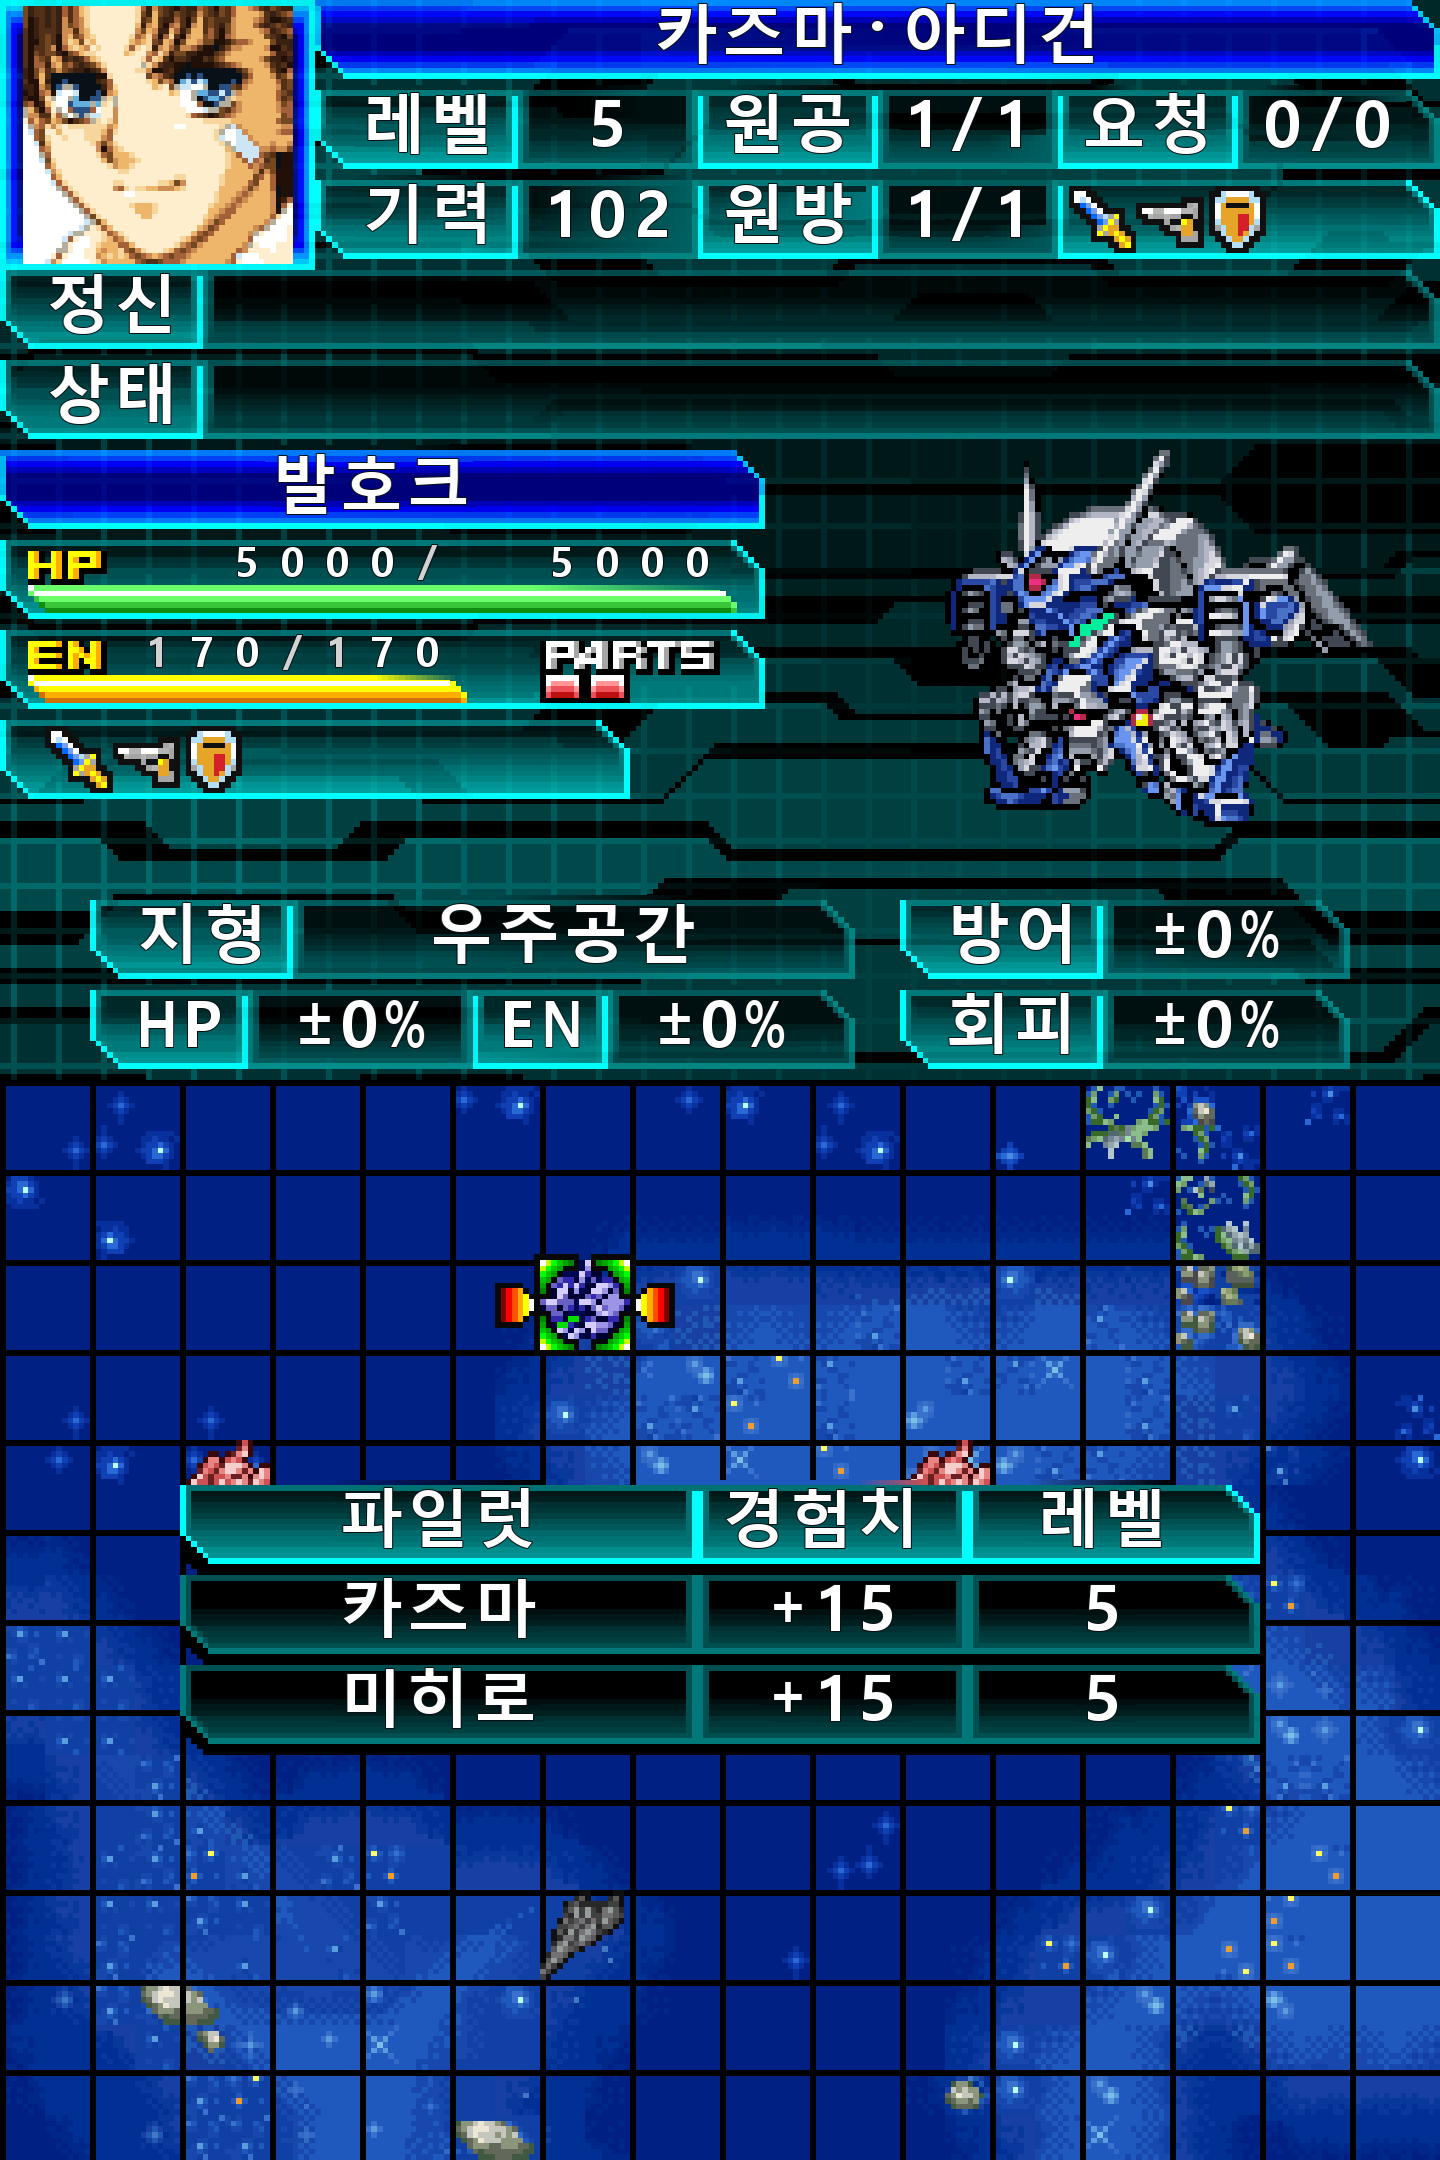 카즈마·아디건
레벨 5 원공 1/1 요청 0/0
기력 102 원방 1/1
정신
상태
발호크
HP 5000/ 5000
EN 170/170 PARTS
지형 우주공간 방어 ±0%
HP ±0% EN ±0% 회피 ±0%
파일럿 경험치 레벨
카즈마 +15 5
미히로 +15 5